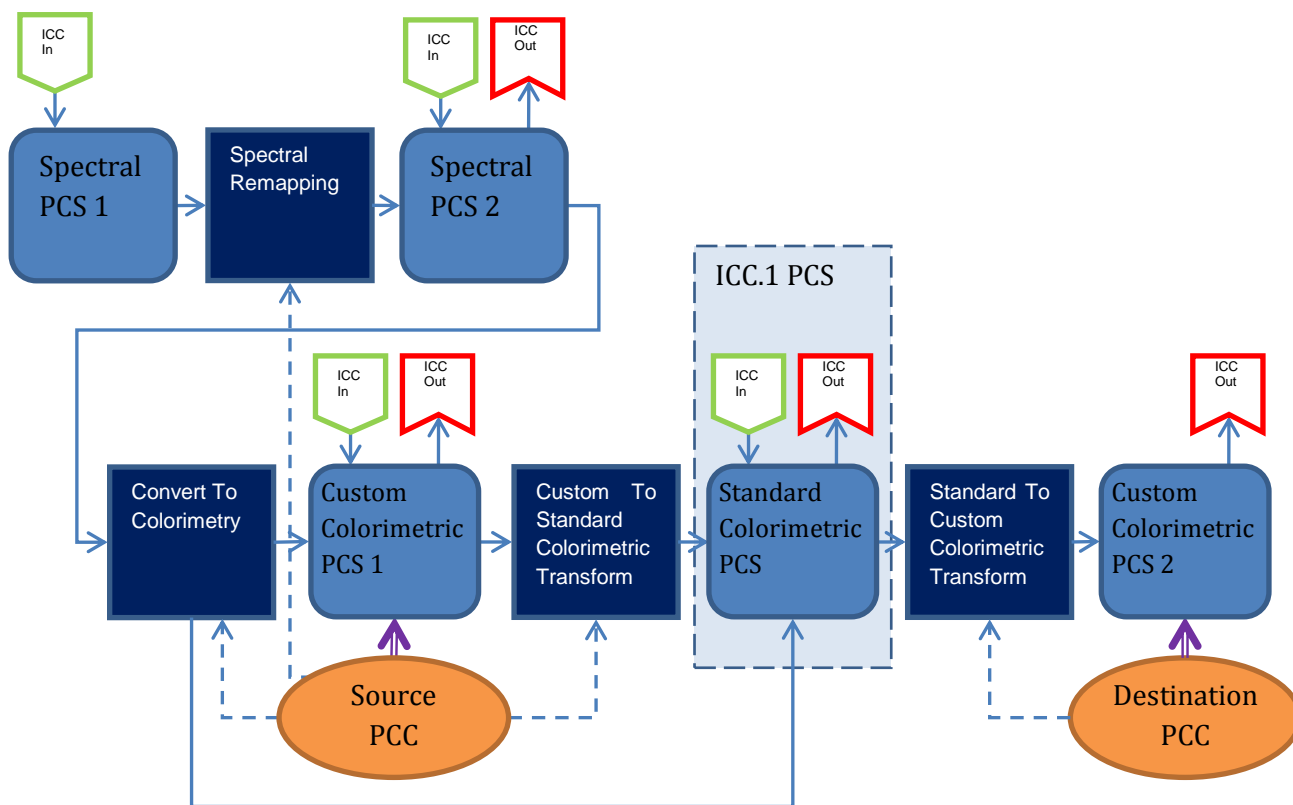 ICC
In
ICC
In
ICC
Out
Spectral
PCS 1
Spectral
Remapping
Spectral
PCS 2
ICC.1 PCS
ICC
In
ICC
Out
ICC
In
ICC
Out
ICC
Out
Convert To
Colorimetry
Custom
Colorimetric
PCS 1
Custom To
Standard
Colorimetric
Transform
Standard
Colorimetric
PCS
Standard To
Custom
Colorimetric
Transform
Custom
Colorimetric
PCS 2
Source
PCC
Destination
PCC